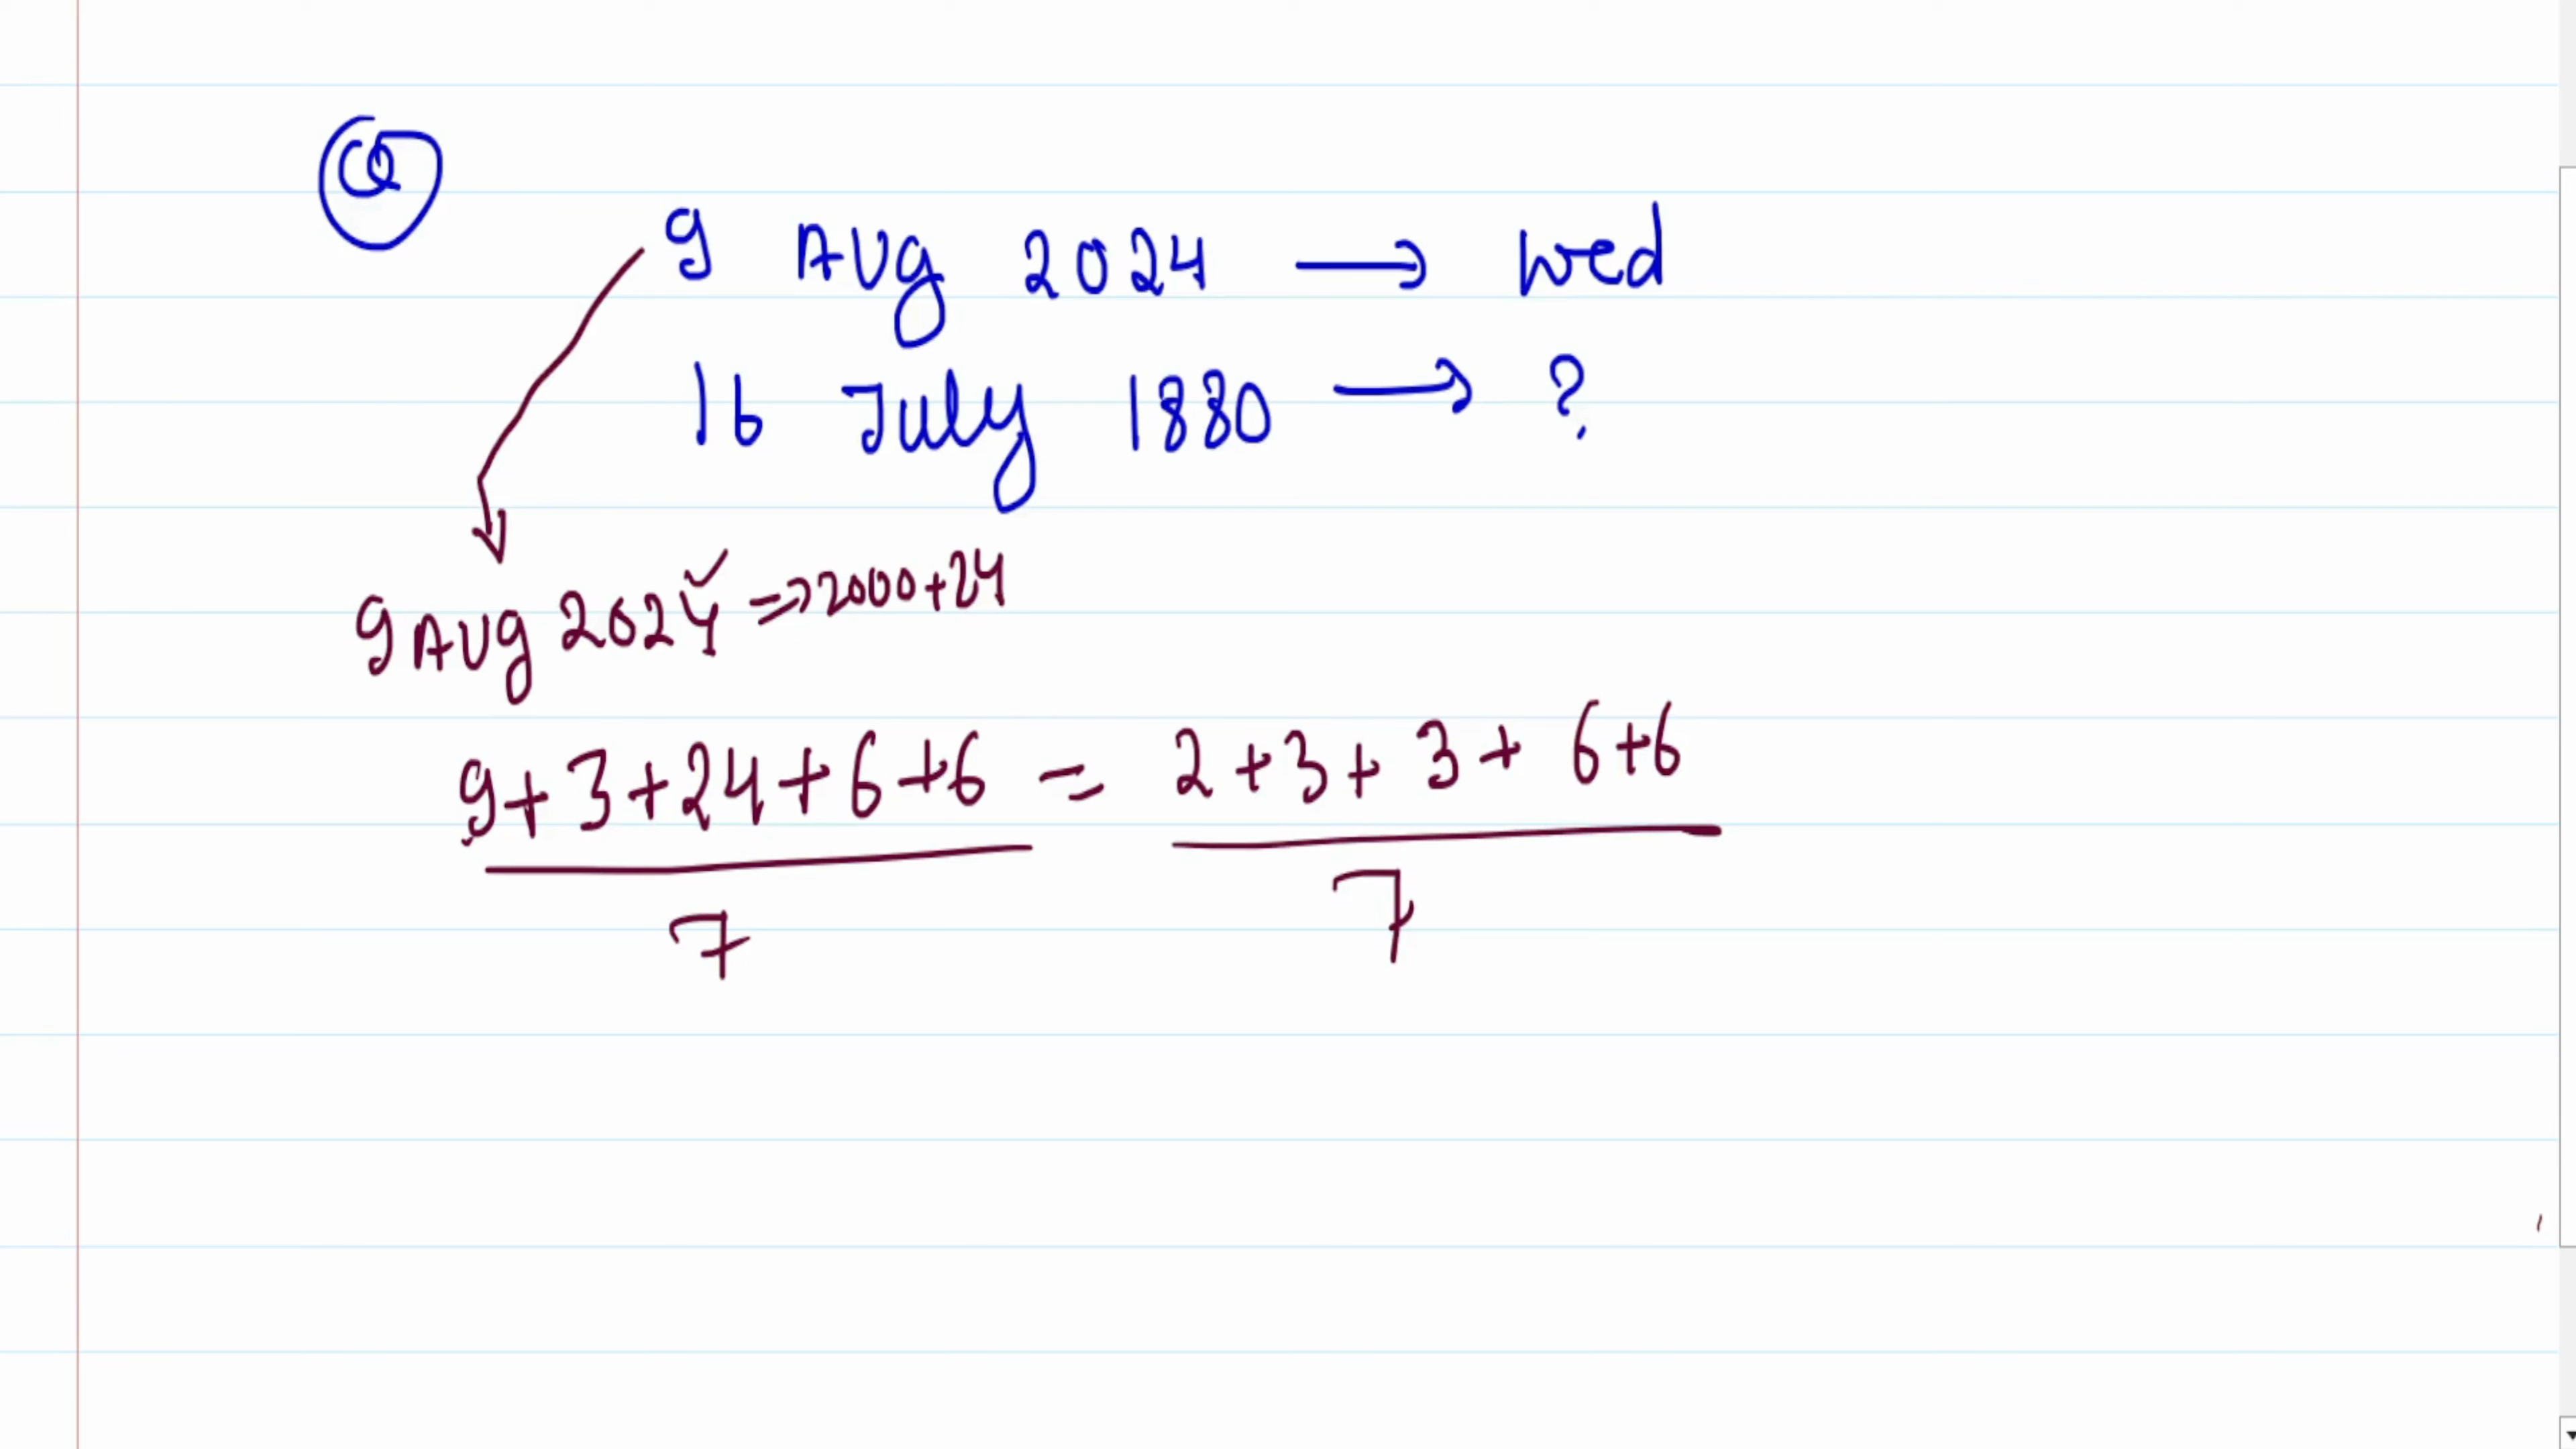 Q
9 AUg 2024 → Wed
16 July 1880 → ?
9 AUg 2024 ⇒ 2000+24
9+3+24+6+6 = 2+3+3+6+6
7 7